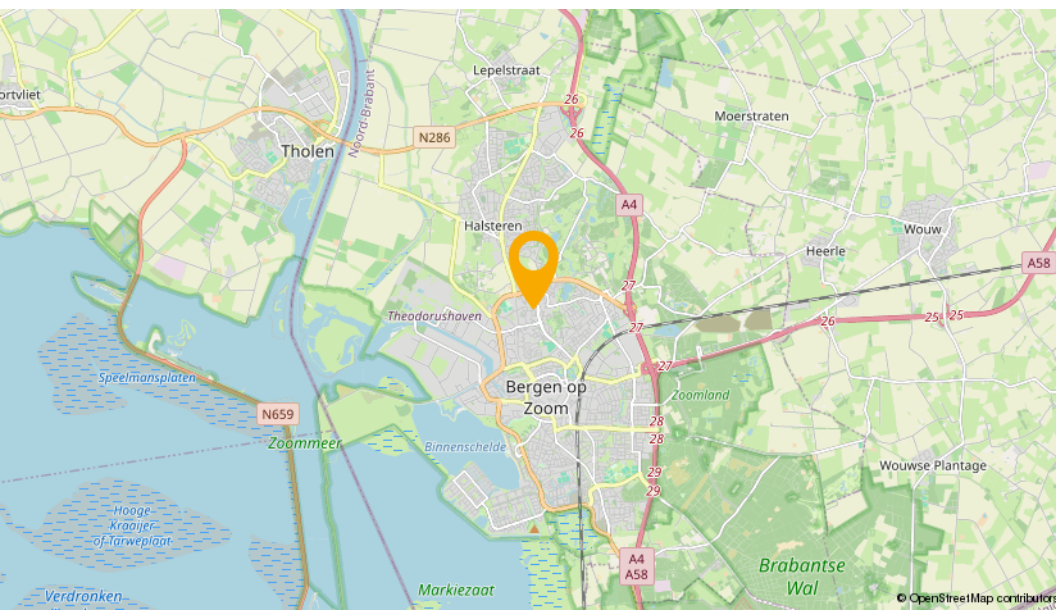 Lepelstraat
ortvliet
26
Moerstraten
26
N286
Noord-Brabant
Tholen
A4
Halsteren
Wouw
Heerle
A58
27
Theodorushaven
27
26
25
25
27
Speelmansplaten
Bergen op
Zoom
Zoomland
N659
28
28
Zoommeer
Binnenschelde
29
29
Wouwse Plantage
Hooge
Kraaijer
of Tarweplaat
A4
A58
Brabantse
Wal
Markiezaat
Verdronken
© OpenStreetMap contributors